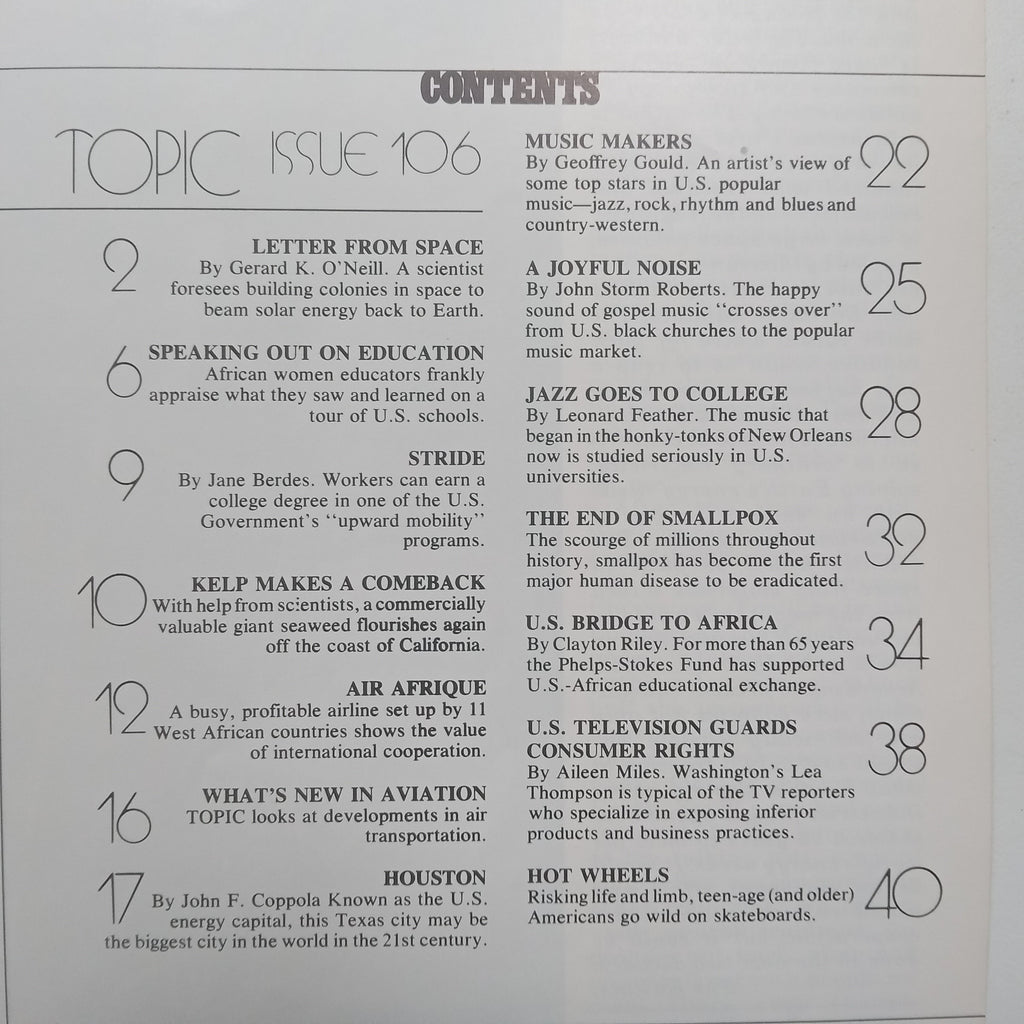 CONTENTS
TOPIC ISSUE 106
2
LETTER FROM SPACE
By Gerard K. O'Neill. A scientist
foresees building colonies in space to
beam solar energy back to Earth.
6
SPEAKING OUT ON EDUCATION
African women educators frankly
appraise what they saw and learned on a
tour of U.S. schools.
9
STRIDE
By Jane Berdes. Workers can earn a
college degree in one of the U.S.
Government's "upward mobility"
programs.
10
KELP MAKES A COMEBACK
With help from scientists, a commercially
valuable giant seaweed flourishes again
off the coast of California.
12
AIR AFRIQUE
A busy, profitable airline set up by 11
West African countries shows the value
of international cooperation.
16
WHAT'S NEW IN AVIATION
TOPIC looks at developments in air
transportation.
17
HOUSTON
By John F. Coppola Known as the U.S.
energy capital, this Texas city may be
the biggest city in the world in the 21st century.
MUSIC MAKERS
22
By Geoffrey Gould. An artist's view of
some top stars in U.S. popular
music—jazz, rock, rhythm and blues and
country-western.
A JOYFUL NOISE
25
By John Storm Roberts. The happy
sound of gospel music "crosses over"
from U.S. black churches to the popular
music market.
JAZZ GOES TO COLLEGE
28
By Leonard Feather. The music that
began in the honky-tonks of New Orleans
now is studied seriously in U.S.
universities.
THE END OF SMALLPOX
32
The scourge of millions throughout
history, smallpox has become the first
major human disease to be eradicated.
U.S. BRIDGE TO AFRICA
34
By Clayton Riley. For more than 65 years
the Phelps-Stokes Fund has supported
U.S.-African educational exchange.
U.S. TELEVISION GUARDS
CONSUMER RIGHTS
38
By Aileen Miles. Washington's Lea
Thompson is typical of the TV reporters
who specialize in exposing inferior
products and business practices.
HOT WHEELS
40
Risking life and limb, teen-age (and older)
Americans go wild on skateboards.